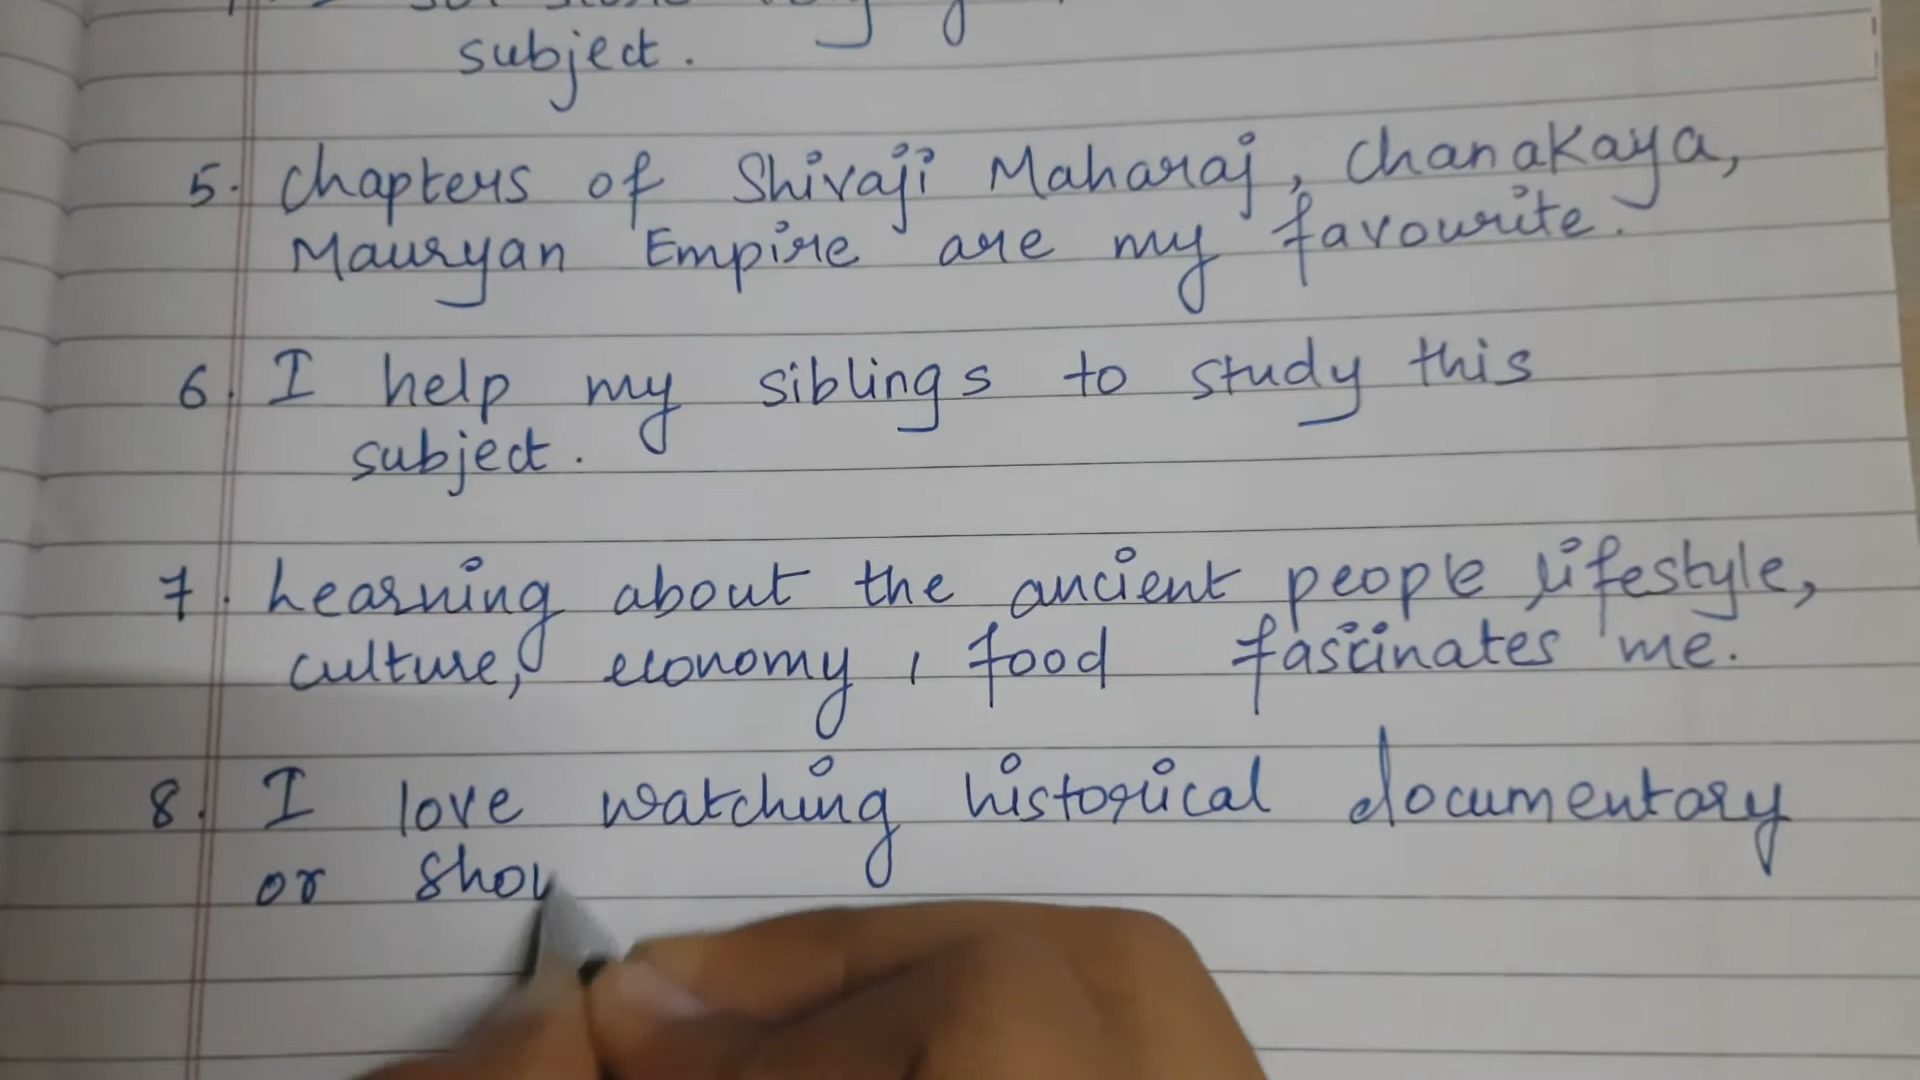 subject.
5. Chapters of Shivaji Maharaj, Chanakaya,
Mauryan Empire are my favourite.
6. I help my siblings to study this
subject.
7. Learning about the ancient people lifestyle,
culture, economy, food fascinates me.
8. I love watching historical documentary
or show